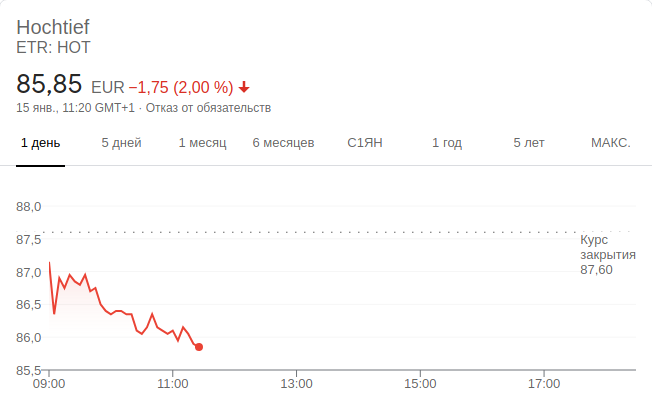 Hochtief
ETR: HOT
85,85 EUR −1,75 (2,00 %)
15 янв., 11:20 GMT+1 · Отказ от обязательств
1 день 5 дней 1 месяц 6 месяцев С1ЯН 1 год 5 лет МАКС.
88,0
87,5
87,0
86,5
86,0
85,5
Курс
закрытия
87,60
09:00 11:00 13:00 15:00 17:00